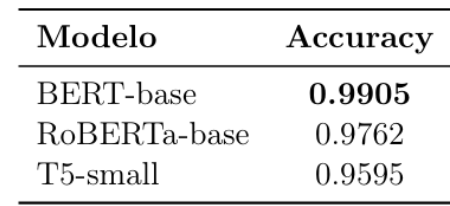 Modelo Accuracy
BERT-base 0.9905
RoBERTa-base 0.9762
T5-small 0.9595